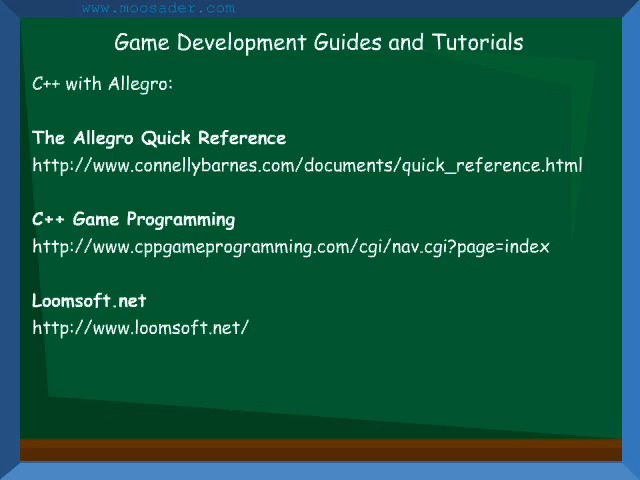 www.moosader.com
Game Development Guides and Tutorials
C++ with Allegro:
The Allegro Quick Reference
http://www.connellybarnes.com/documents/quick_reference.html
C++ Game Programming
http://www.cppgameprogramming.com/cgi/nav.cgi?page=index
Loomsoft.net
http://www.loomsoft.net/